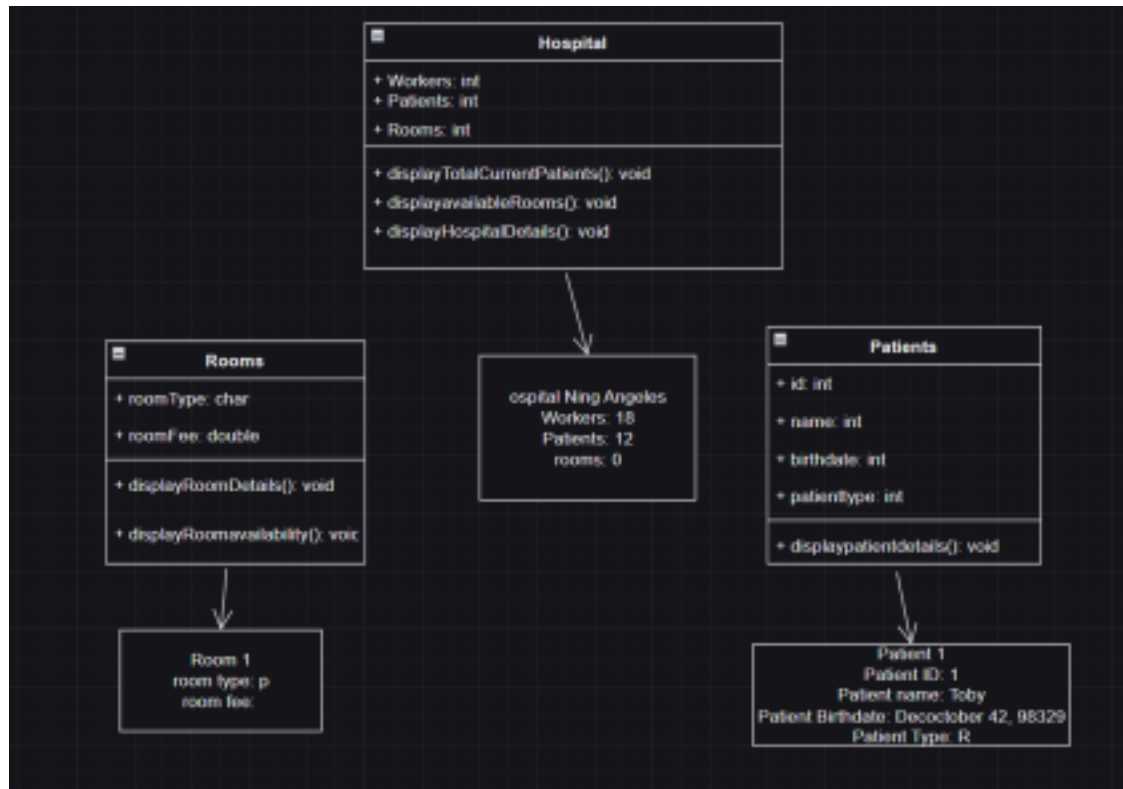 Hospital
+ Workers: int
+ Patients: int
+ Rooms: int
+ displayTotalCurrentPatients(): void
+ displayavailableRooms(): void
+ displayHospitalDetails(): void
ospital Ning Angeles
Workers: 18
Patients: 12
rooms: 0
Rooms
+ roomType: char
+ roomFee: double
+ displayRoomDetails(): void
+ displayRoomavailability(): voic
Room 1
room type: p
room fee:
Patients
+ id: int
+ name: int
+ birthdate: int
+ patienttype: int
+ displaypatientdetails(): void
Patient 1
Patient ID: 1
Patient name: Toby
Patient Birthdate: Decoctober 42, 98329
Patient Type: R